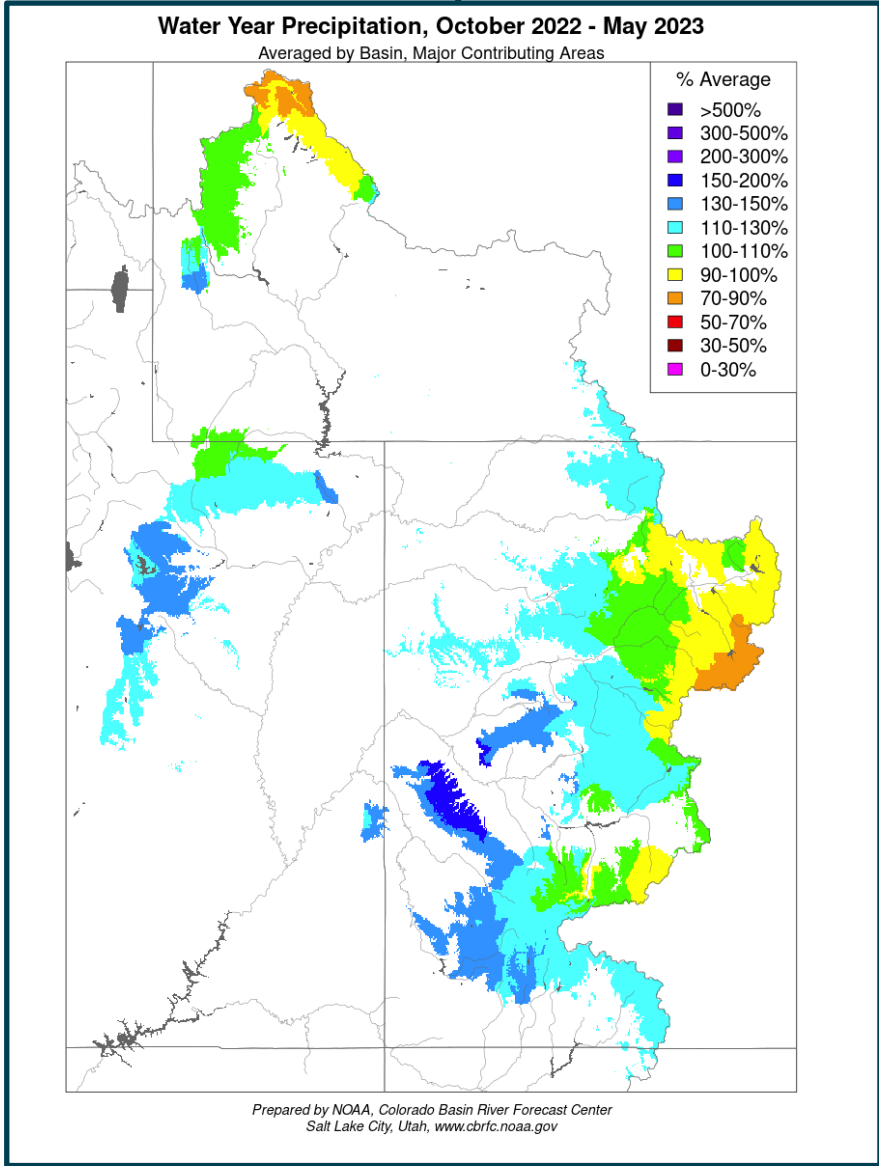 Water Year Precipitation, October 2022 - May 2023
Averaged by Basin, Major Contributing Areas
% Average
>500%
300-500%
200-300%
150-200%
130-150%
110-130%
100-110%
90-100%
70-90%
50-70%
30-50%
0-30%
Prepared by NOAA, Colorado Basin River Forecast Center
Salt Lake City, Utah, www.cbrfc.noaa.gov